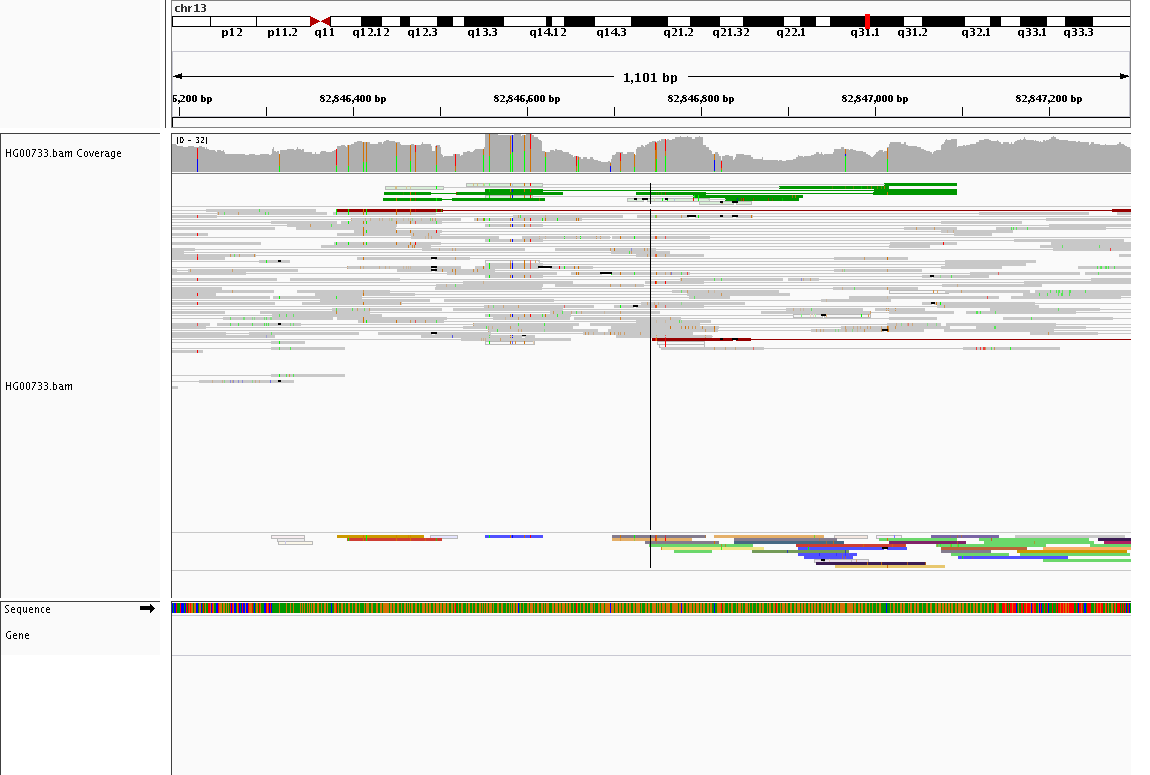 chr13
p12 p11.2 q11 q12.12 q12.3 q13.3 q14.12 q14.3 q21.2 q21.32 q22.1 q31.1 q31.2 q32.1 q33.1 q33.3
1,101 bp
6,200 bp 82,846,400 bp 82,846,600 bp 82,846,800 bp 82,847,000 bp 82,847,200 bp
HG00733.bam Coverage
[0 - 32]
HG00733.bam
Sequence
Gene